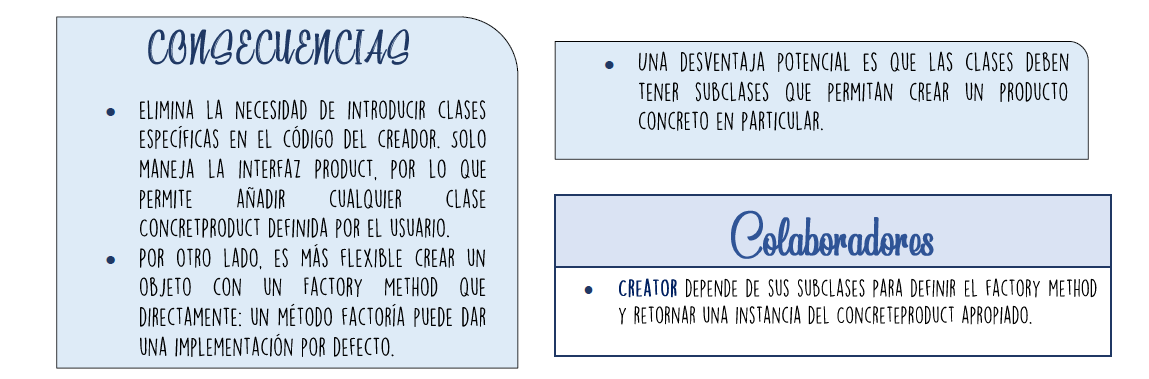 CONSECUENCIAS
• ELIMINA LA NECESIDAD DE INTRODUCIR CLASES
ESPECÍFICAS EN EL CÓDIGO DEL CREADOR. SOLO
MANEJA LA INTERFAZ PRODUCT, POR LO QUE
PERMITE AÑADIR CUALQUIER CLASE
CONCRETPRODUCT DEFINIDA POR EL USUARIO.
• POR OTRO LADO, ES MÁS FLEXIBLE CREAR UN
OBJETO CON UN FACTORY METHOD QUE
DIRECTAMENTE: UN MÉTODO FACTORÍA PUEDE DAR
UNA IMPLEMENTACIÓN POR DEFECTO.
• UNA DESVENTAJA POTENCIAL ES QUE LAS CLASES DEBEN
TENER SUBCLASES QUE PERMITAN CREAR UN PRODUCTO
CONCRETO EN PARTICULAR.
Colaboradores
• CREATOR DEPENDE DE SUS SUBCLASES PARA DEFINIR EL FACTORY METHOD
Y RETORNAR UNA INSTANCIA DEL CONCRETEPRODUCT APROPIADO.